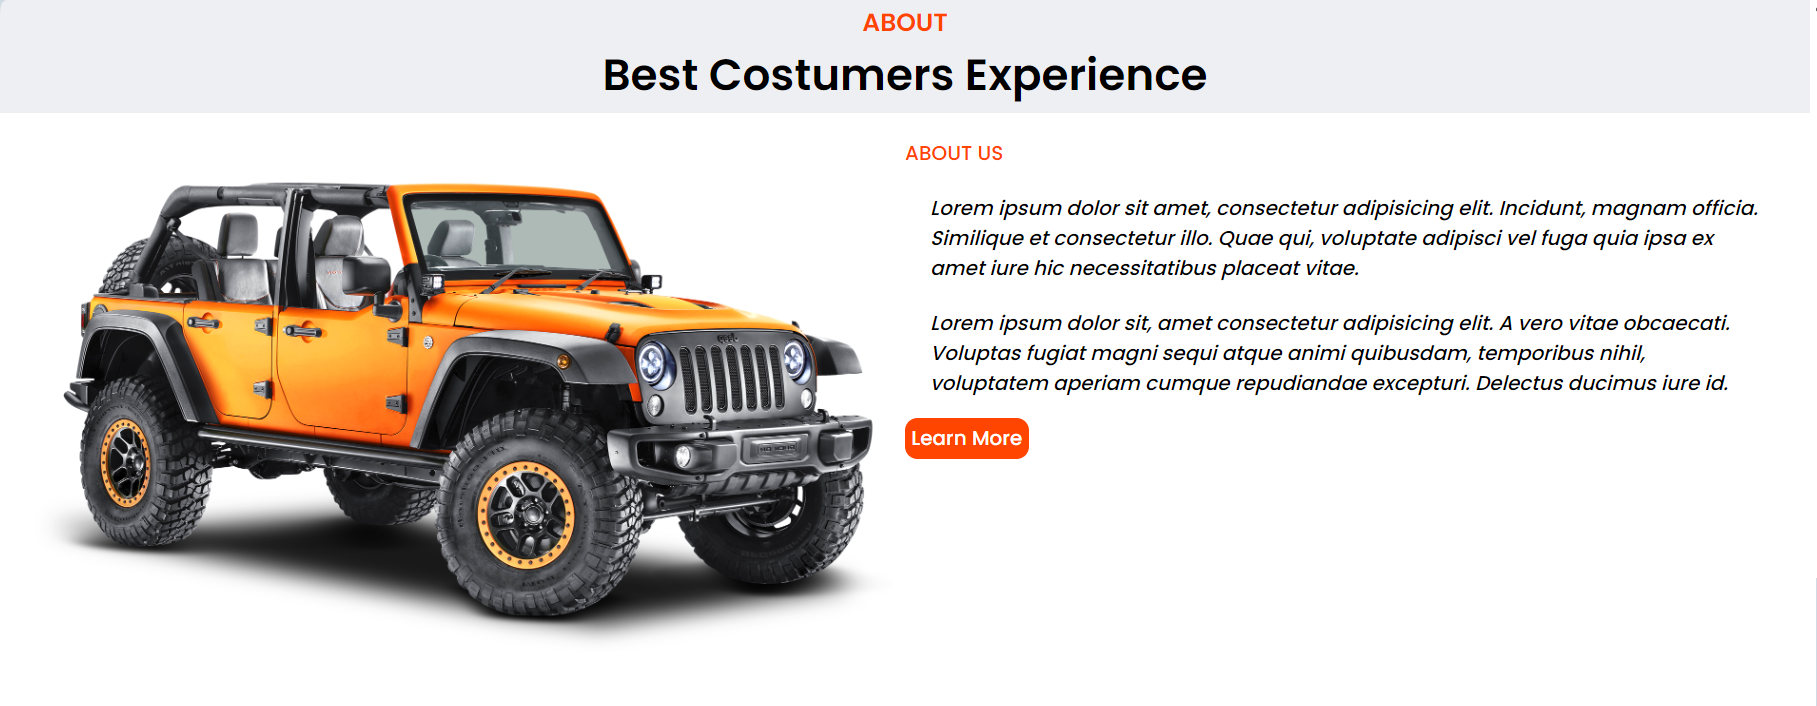 ABOUT
Best Costumers Experience
ABOUT US
Lorem ipsum dolor sit amet, consectetur adipisicing elit. Incidunt, magnam officia.
Similique et consectetur illo. Quae qui, voluptate adipisci vel fuga quia ipsa ex
amet iure hic necessitatibus placeat vitae.
Lorem ipsum dolor sit, amet consectetur adipisicing elit. A vero vitae obcaecati.
Voluptas fugiat magni sequi atque animi quibusdam, temporibus nihil,
voluptatem aperiam cumque repudiandae excepturi. Delectus ducimus iure id.
Learn More